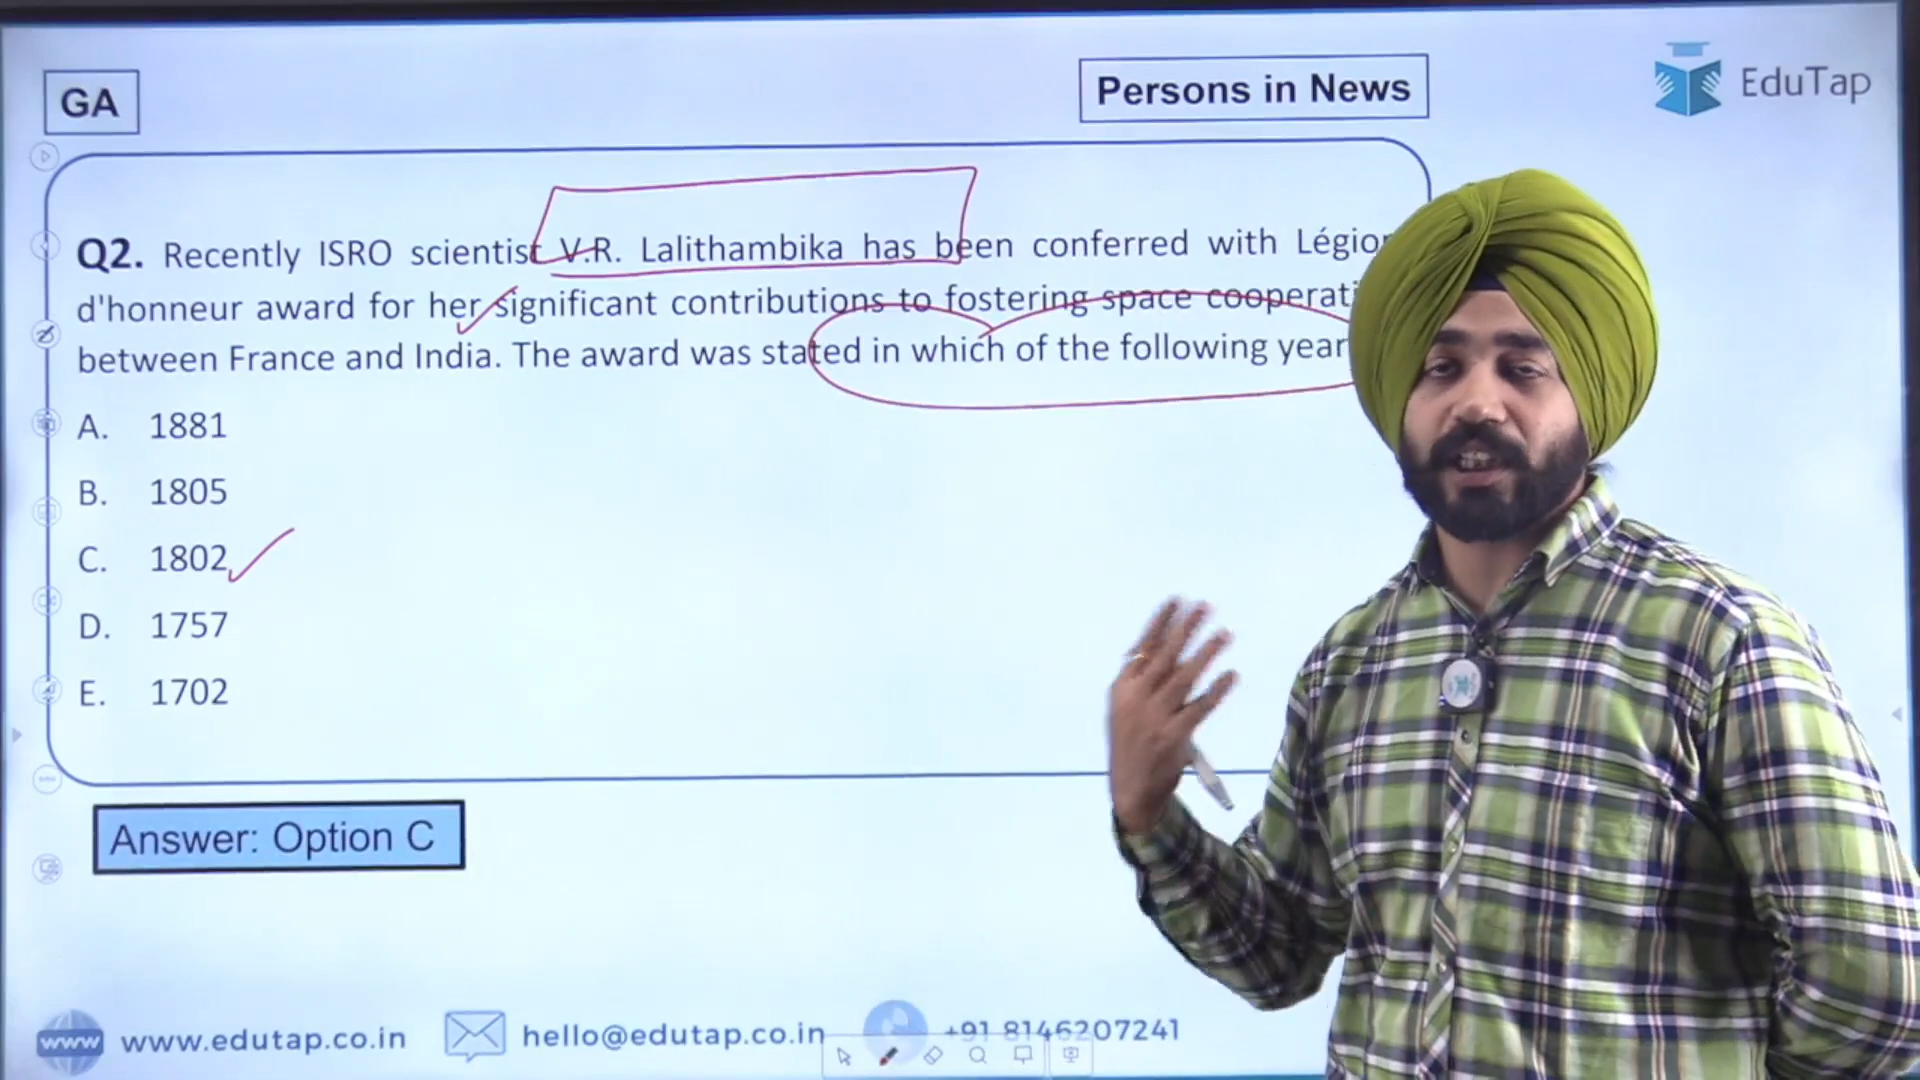 GA
Persons in News
EduTap
Q2. Recently ISRO scientist V.R. Lalithambika has been conferred with Légion
d'honneur award for her significant contributions to fostering space cooperati
between France and India. The award was stated in which of the following year
A. 1881
B. 1805
C. 1802
D. 1757
E. 1702
Answer: Option C
www www.edutap.co.in hello@edutap.co.in +91 8146207241